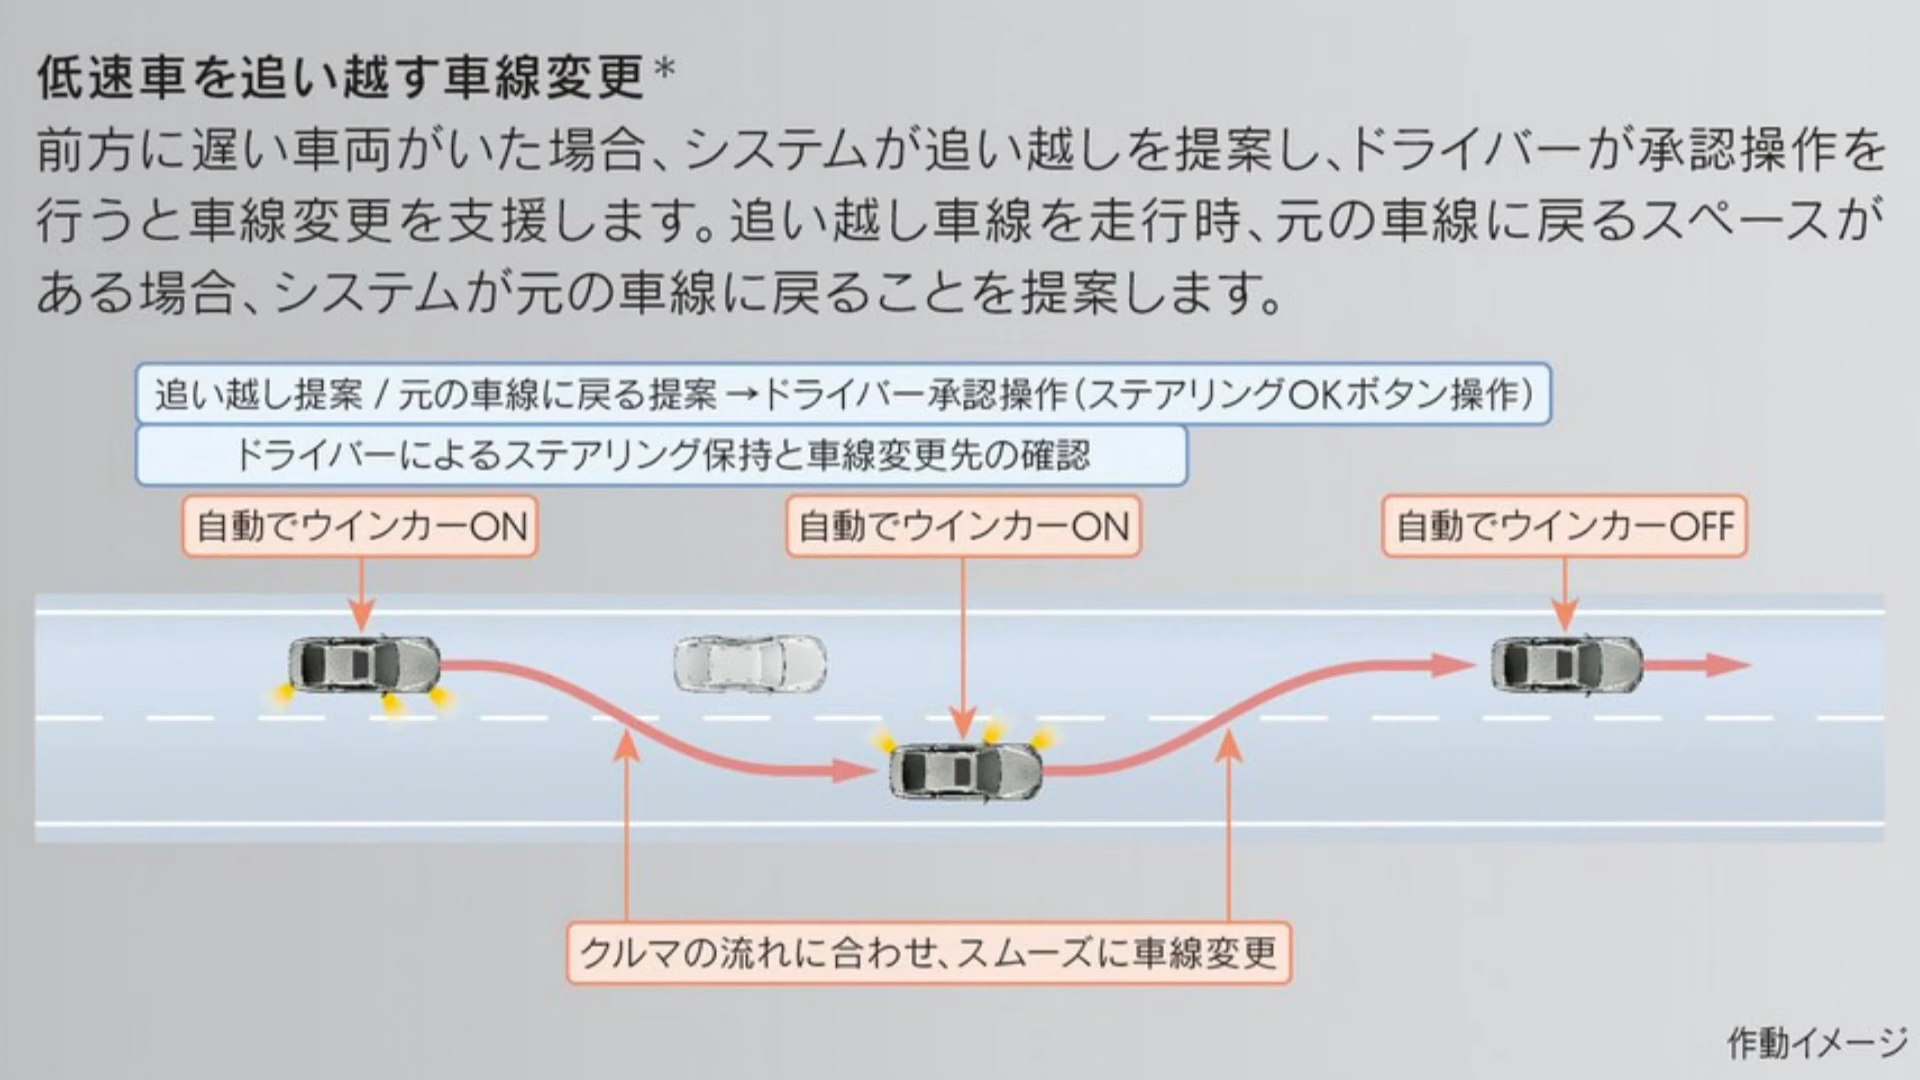 低速車を追い越す車線変更*
前方に遅い車両がいた場合、システムが追い越しを提案し、ドライバーが承認操作を
行うと車線変更を支援します。追い越し車線を走行時、元の車線に戻るスペースが
ある場合、システムが元の車線に戻ることを提案します。
追い越し提案 / 元の車線に戻る提案→ドライバー承認操作(ステアリングOKボタン操作)
ドライバーによるステアリング保持と車線変更先の確認
自動でウインカーON
自動でウインカーON
自動でウインカーOFF
クルマの流れに合わせ、スムーズに車線変更
作動イメージ